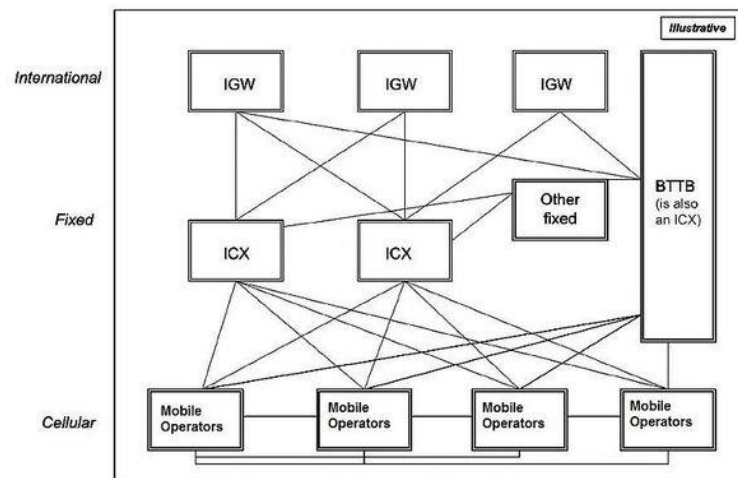 Illustrative
International
IGW
IGW
IGW
BTTB
(is also
an ICX)
Fixed
Other
fixed
ICX
ICX
Cellular
Mobile
Operators
Mobile
Operators
Mobile
Operators
Mobile
Operators